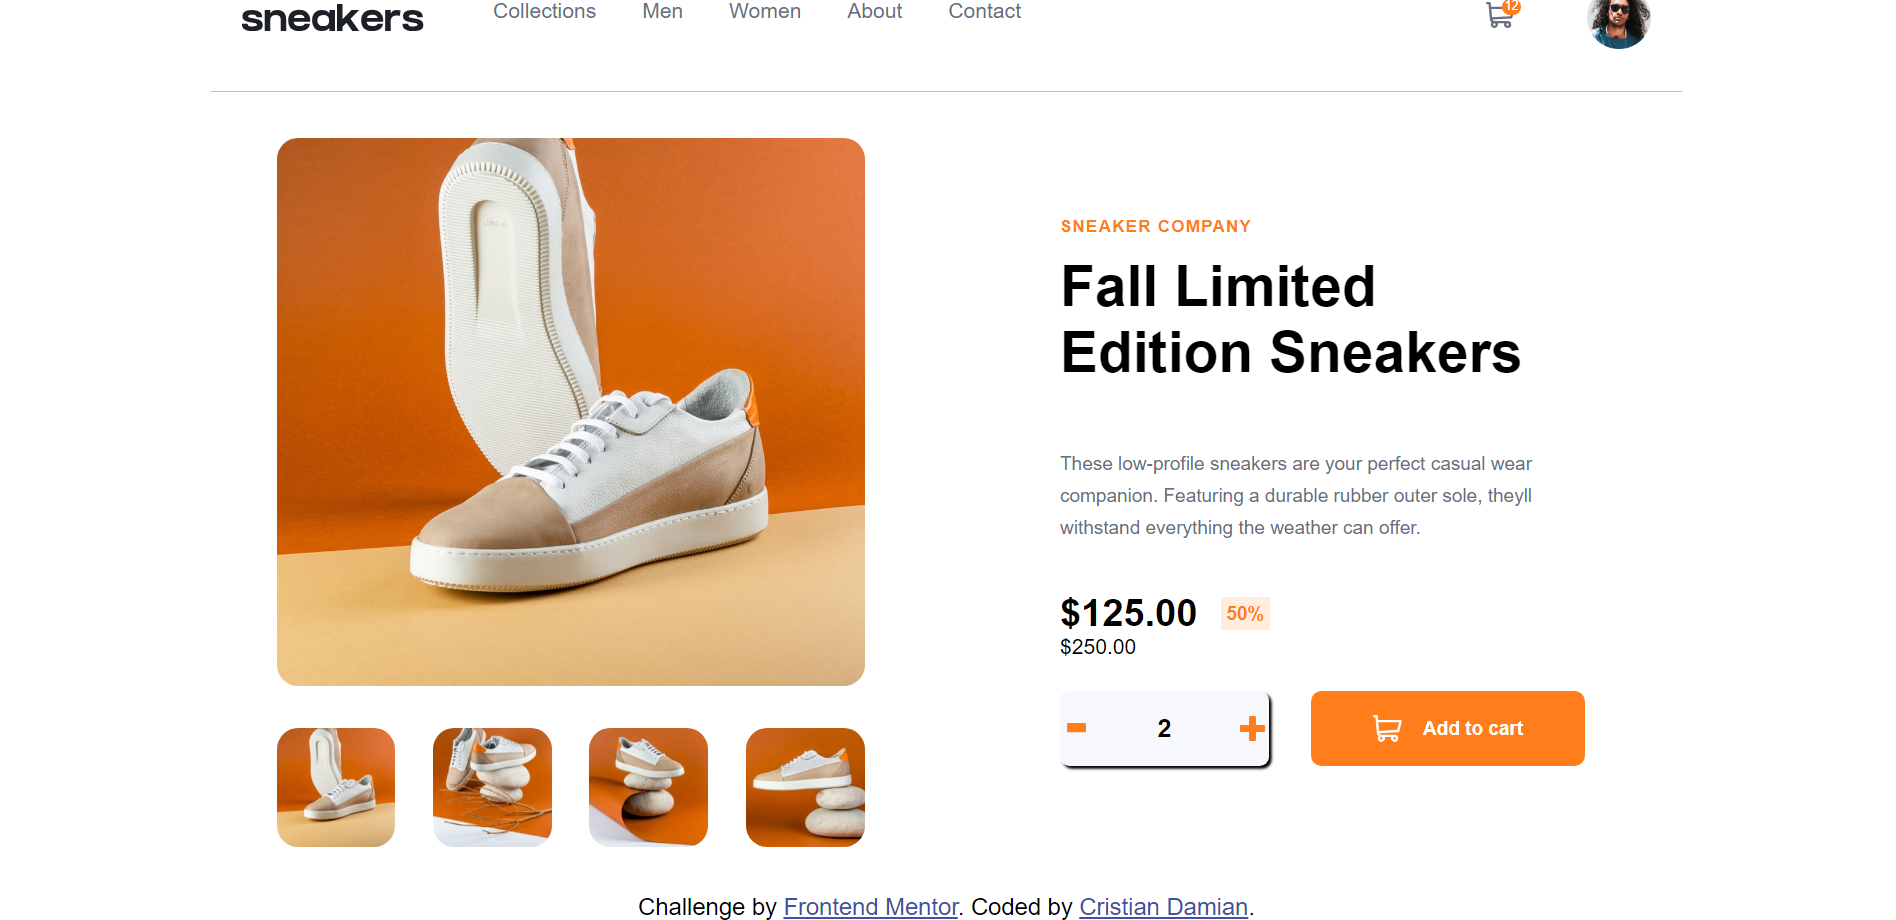 sneakers Collections Men Women About Contact 12
SNEAKER COMPANY
Fall Limited
Edition Sneakers
These low-profile sneakers are your perfect casual wear
companion. Featuring a durable rubber outer sole, theyll
withstand everything the weather can offer.
$125.00 50%
$250.00
2 Add to cart
Challenge by Frontend Mentor. Coded by Cristian Damian.